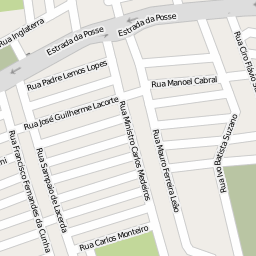 Rua Inglaterra
Estrada da Posse
Estrada da Posse
Rua Ciro Flávio S
Rua Padre Lemos Lopes
Rua Manoel Cabral
Rua José Guilherme Lacorte
Rua Ministro Carlos Medeiros
Rua Mauro Ferreira Leão
Rua Ivo Batista Suzano
Rua Francisco Fernandes da Cunha
Rua Sampaio de Lacerda
Rua Carlos Monteiro